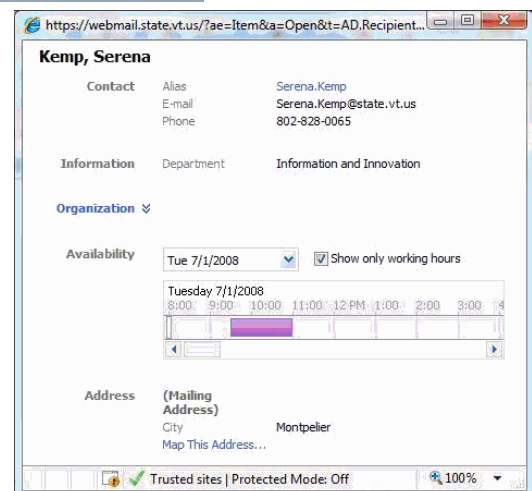 https://webmail.state.vt.us/?ae=Item&a=Open&t=AD.Recipient...
Kemp, Serena
Contact Alias Serena.Kemp
E-mail Serena.Kemp@state.vt.us
Phone 802-828-0065
Information Department Information and Innovation
Organization
Availability Tue 7/1/2008 Show only working hours
Tuesday 7/1/2008
8:00 9:00 10:00 11:00 12 PM 1:00 2:00 3:00 4
Address (Mailing
Address)
City Montpelier
Map This Address...
Trusted sites | Protected Mode: Off 100%